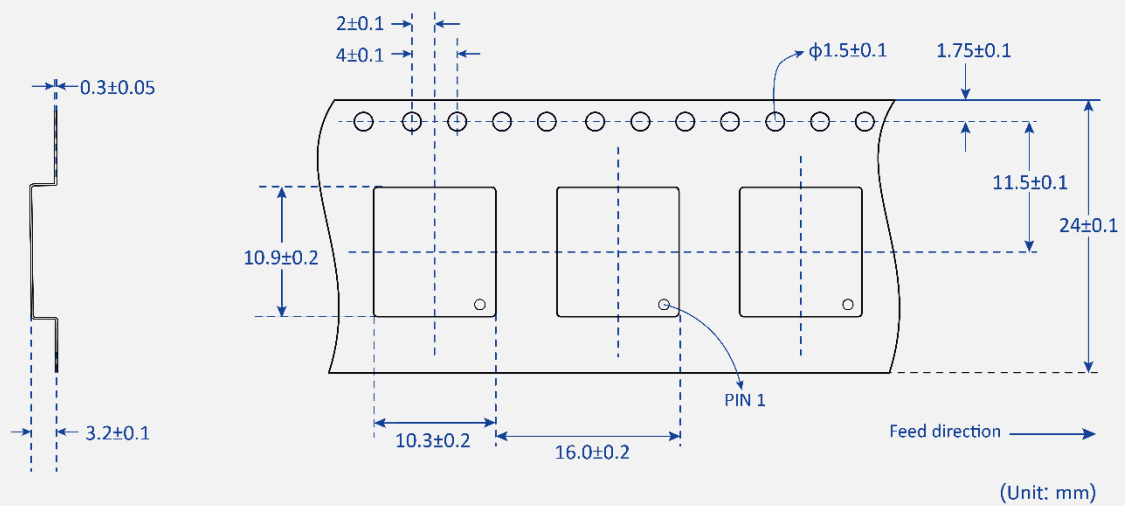 2±0.1
4±0.1
ϕ1.5±0.1
1.75±0.1
0.3±0.05
11.5±0.1
24±0.1
10.9±0.2
PIN 1
3.2±0.1
10.3±0.2
16.0±0.2
Feed direction
(Unit: mm)